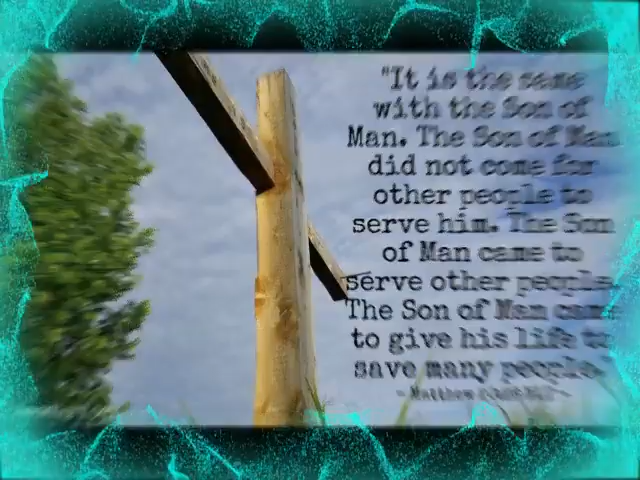 "It is the same
with the Son of
Man. The Son of Man
did not come for
other people to
serve him. The Son
of Man came to
serve other people.
The Son of Man came
to give his life to
save many people.
~Matthew